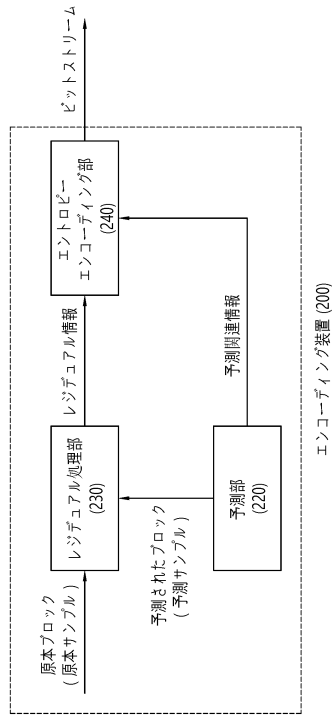 原本ブロック
( 原本サンプル )
レジデュアル処理部
(230)
レジデュアル情報
エントロピー
エンコーディング部
(240)
ビットストリーム
予測されたブロック
( 予測サンプル )
予測部
(220)
予測関連情報
エンコーディング装置 (200)